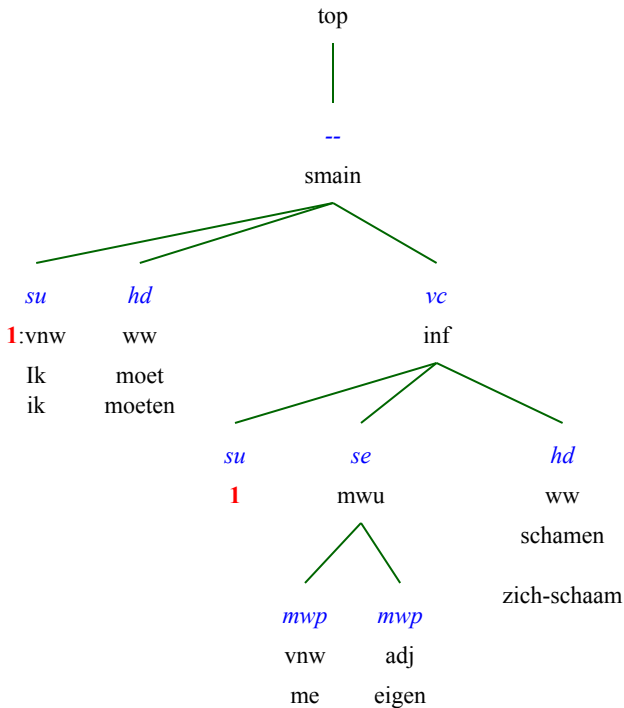 top
--
smain
su hd vc
1:vnw ww inf
Ik moet
ik moeten
su se hd
1 mwu ww
schamen
zich-schaam
mwp mwp
vnw adj
me eigen